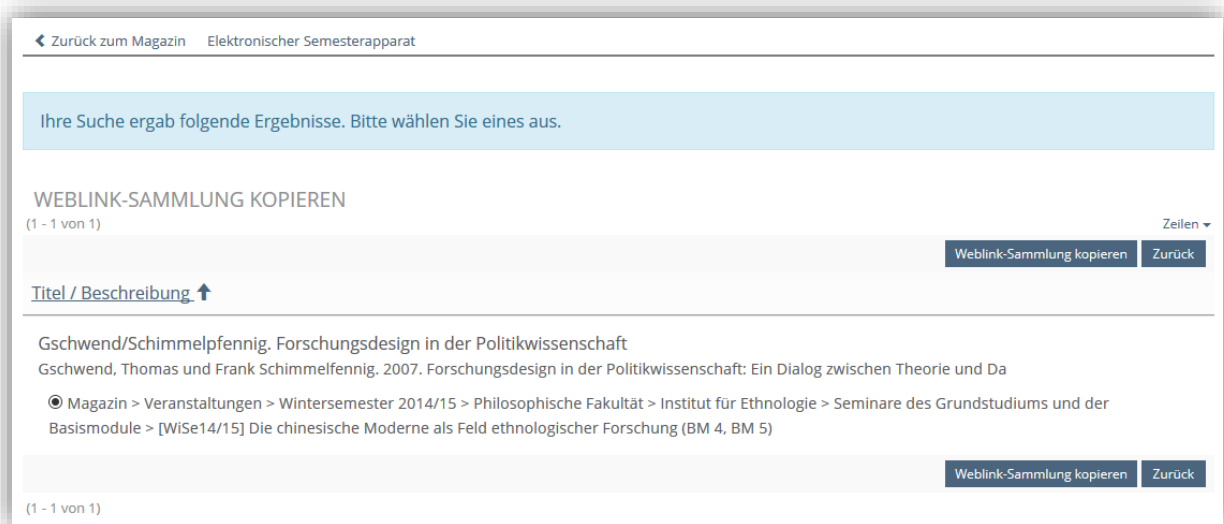 Zurück zum Magazin Elektronischer Semesterapparat
Ihre Suche ergab folgende Ergebnisse. Bitte wählen Sie eines aus.
WEBLINK-SAMMLUNG KOPIEREN
(1 - 1 von 1) Zeilen
Weblink-Sammlung kopieren Zurück
Titel / Beschreibung
Gschwend/Schimmelpfennig. Forschungsdesign in der Politikwissenschaft
Gschwend, Thomas und Frank Schimmelfennig. 2007. Forschungsdesign in der Politikwissenschaft: Ein Dialog zwischen Theorie und Da
Magazin > Veranstaltungen > Wintersemester 2014/15 > Philosophische Fakultät > Institut für Ethnologie > Seminare des Grundstudiums und der
Basismodule > [WiSe14/15] Die chinesische Moderne als Feld ethnologischer Forschung (BM 4, BM 5)
Weblink-Sammlung kopieren Zurück
(1 - 1 von 1)